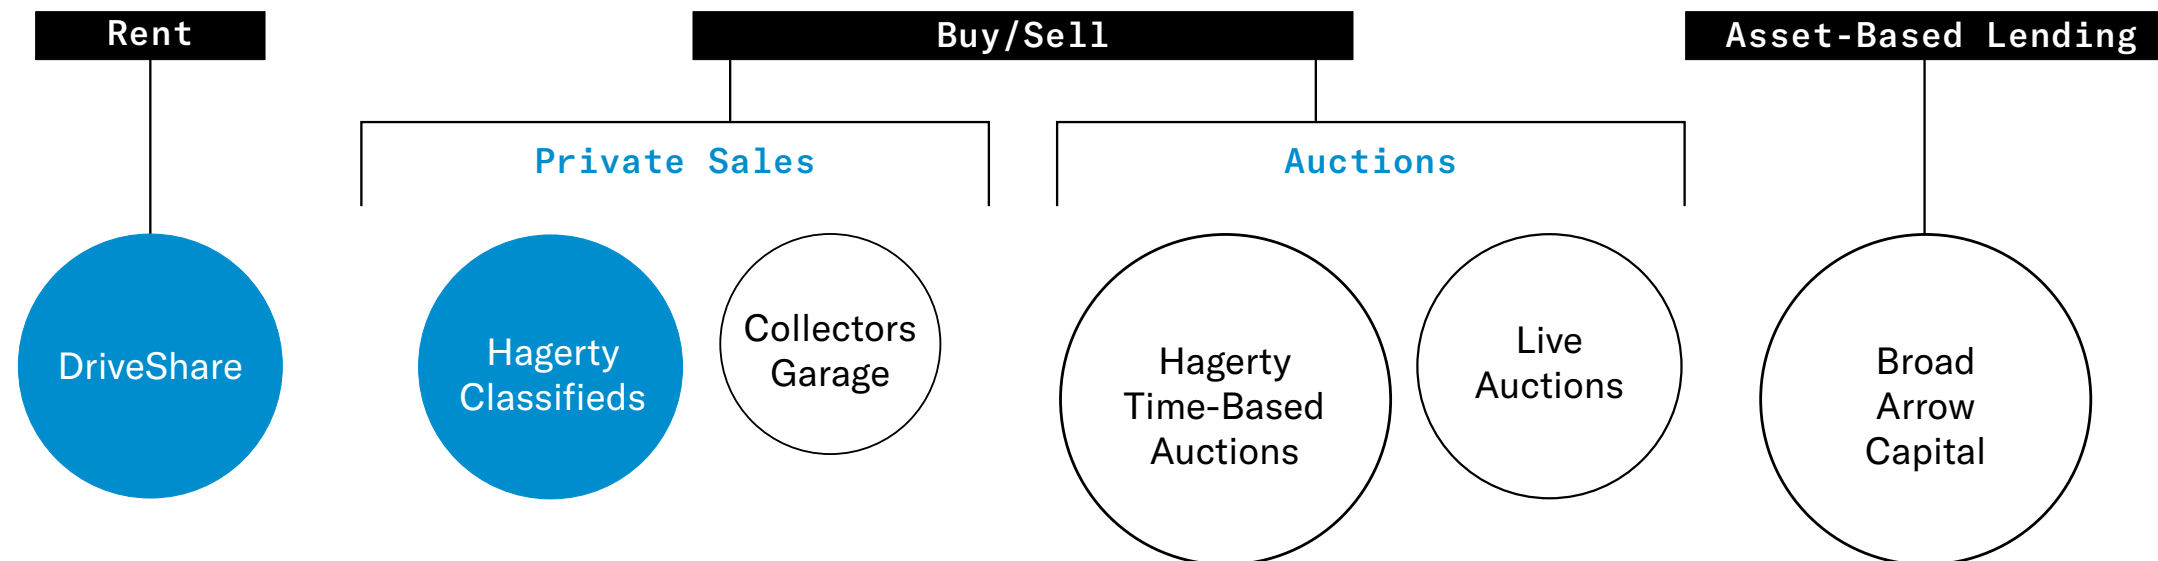 Rent
Buy/Sell
Asset-Based Lending
Private Sales
Auctions
DriveShare
Hagerty
Classifieds
Collectors
Garage
Hagerty
Time-Based
Auctions
Live
Auctions
Broad
Arrow
Capital